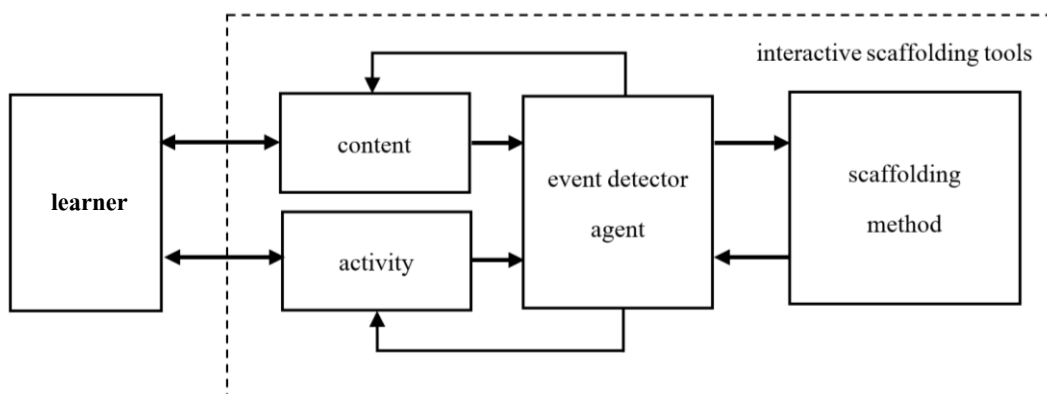 interactive scaffolding tools
learner
content
activity
event detector
agent
scaffolding
method